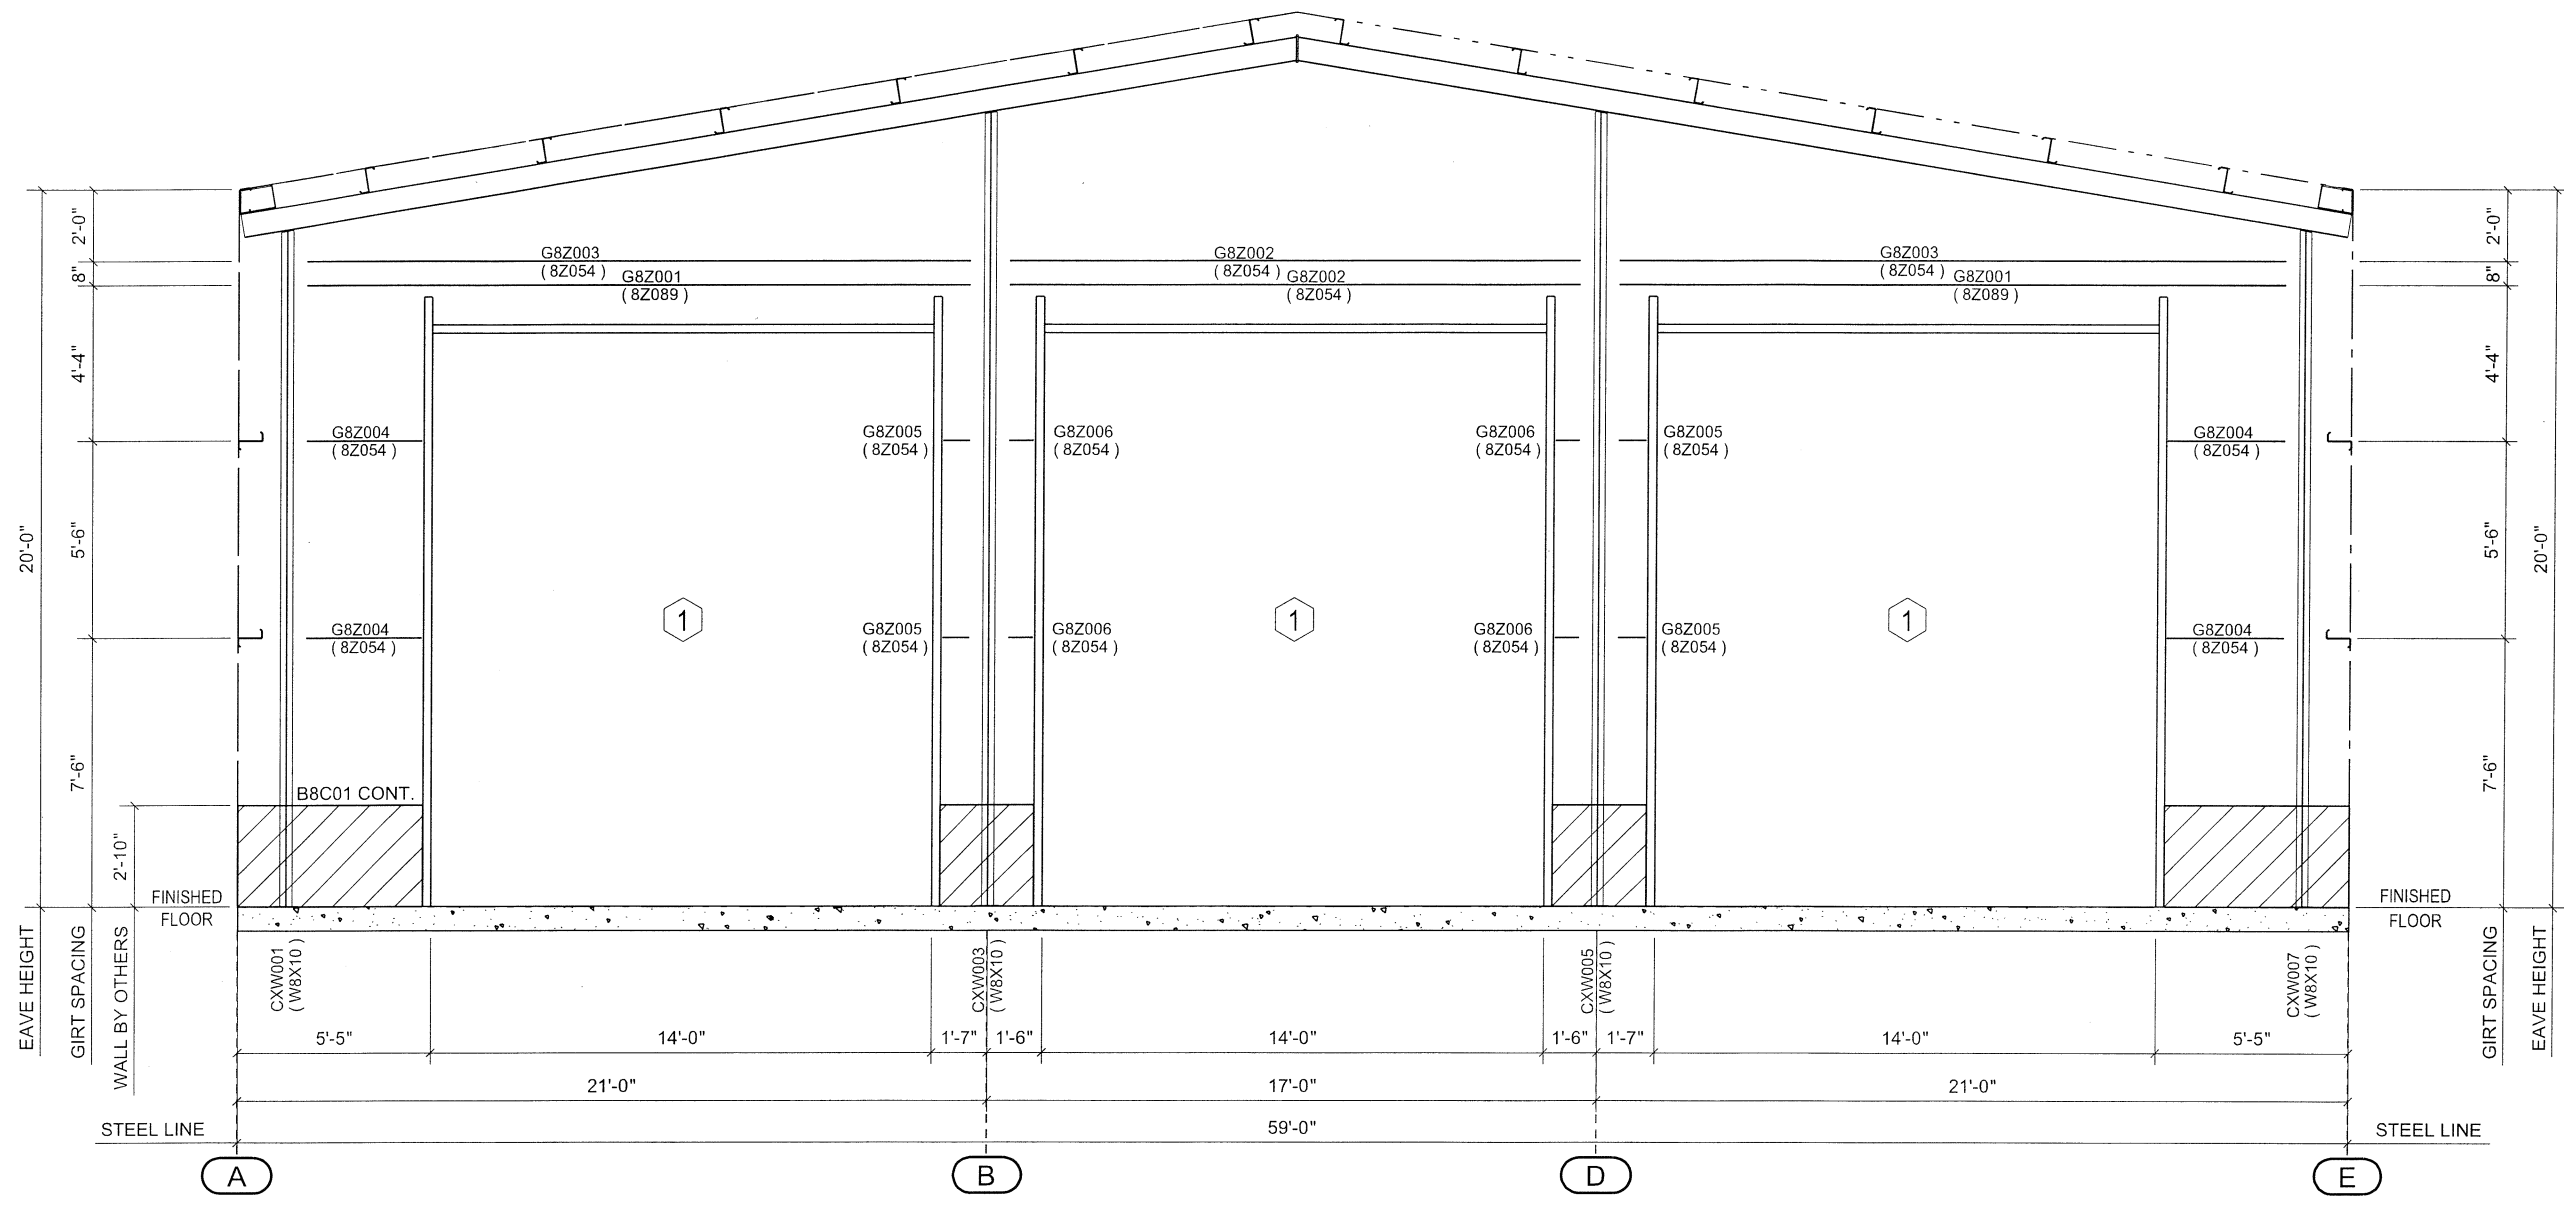 G8Z003
( 8Z054 )
G8Z001
( 8Z089 )
G8Z002
( 8Z054 )
G8Z002
( 8Z054 )
G8Z003
( 8Z054 )
G8Z001
( 8Z089 )
2'-0"
8"
4'-4"
5'-6"
7'-6"
20'-0"
2'-10"
2'-0"
8"
4'-4"
5'-6"
7'-6"
20'-0"
G8Z004
( 8Z054 )
G8Z005
( 8Z054 )
G8Z006
( 8Z054 )
G8Z006
( 8Z054 )
G8Z005
( 8Z054 )
G8Z004
( 8Z054 )
1
1
1
G8Z004
( 8Z054 )
G8Z005
( 8Z054 )
G8Z006
( 8Z054 )
G8Z006
( 8Z054 )
G8Z005
( 8Z054 )
G8Z004
( 8Z054 )
B8C01 CONT.
FINISHED
FLOOR
FINISHED
FLOOR
EAVE HEIGHT
GIRT SPACING
WALL BY OTHERS
CXW001
( W8X10 )
CXW003
( W8X10 )
CXW005
( W8X10 )
CXW007
( W8X10 )
GIRT SPACING
EAVE HEIGHT
5'-5" 14'-0" 1'-7" 1'-6" 14'-0" 1'-6" 1'-7" 14'-0" 5'-5"
21'-0" 17'-0" 21'-0"
STEEL LINE 59'-0" STEEL LINE
A B D E